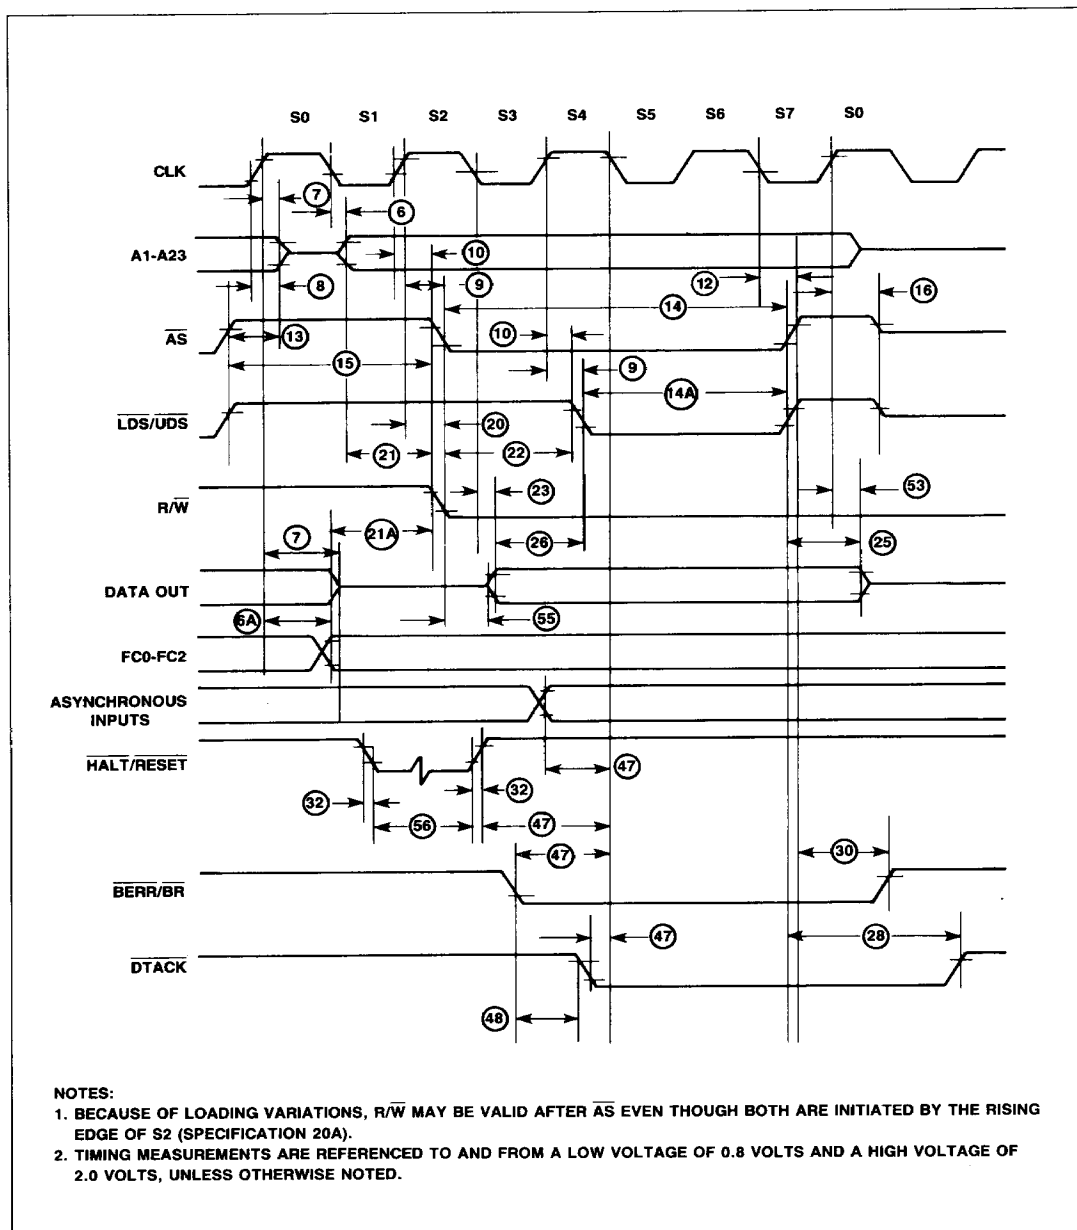 S0 S1 S2 S3 S4 S5 S6 S7 S0
CLK
7
6
A1-A23
10
12
8
9
14
16
AS
13
10
15
9
14A
LDS/UDS
20
21
22
R/W
23
53
7
21A
26
25
DATA OUT
6A
55
FC0-FC2
ASYNCHRONOUS
INPUTS
HALT/RESET
47
32
32
56
47
47
30
BERR/BR
47
28
DTACK
48
NOTES:
1. BECAUSE OF LOADING VARIATIONS, R/W MAY BE VALID AFTER AS EVEN THOUGH BOTH ARE INITIATED BY THE RISING
EDGE OF S2 (SPECIFICATION 20A).
2. TIMING MEASUREMENTS ARE REFERENCED TO AND FROM A LOW VOLTAGE OF 0.8 VOLTS AND A HIGH VOLTAGE OF
2.0 VOLTS, UNLESS OTHERWISE NOTED.